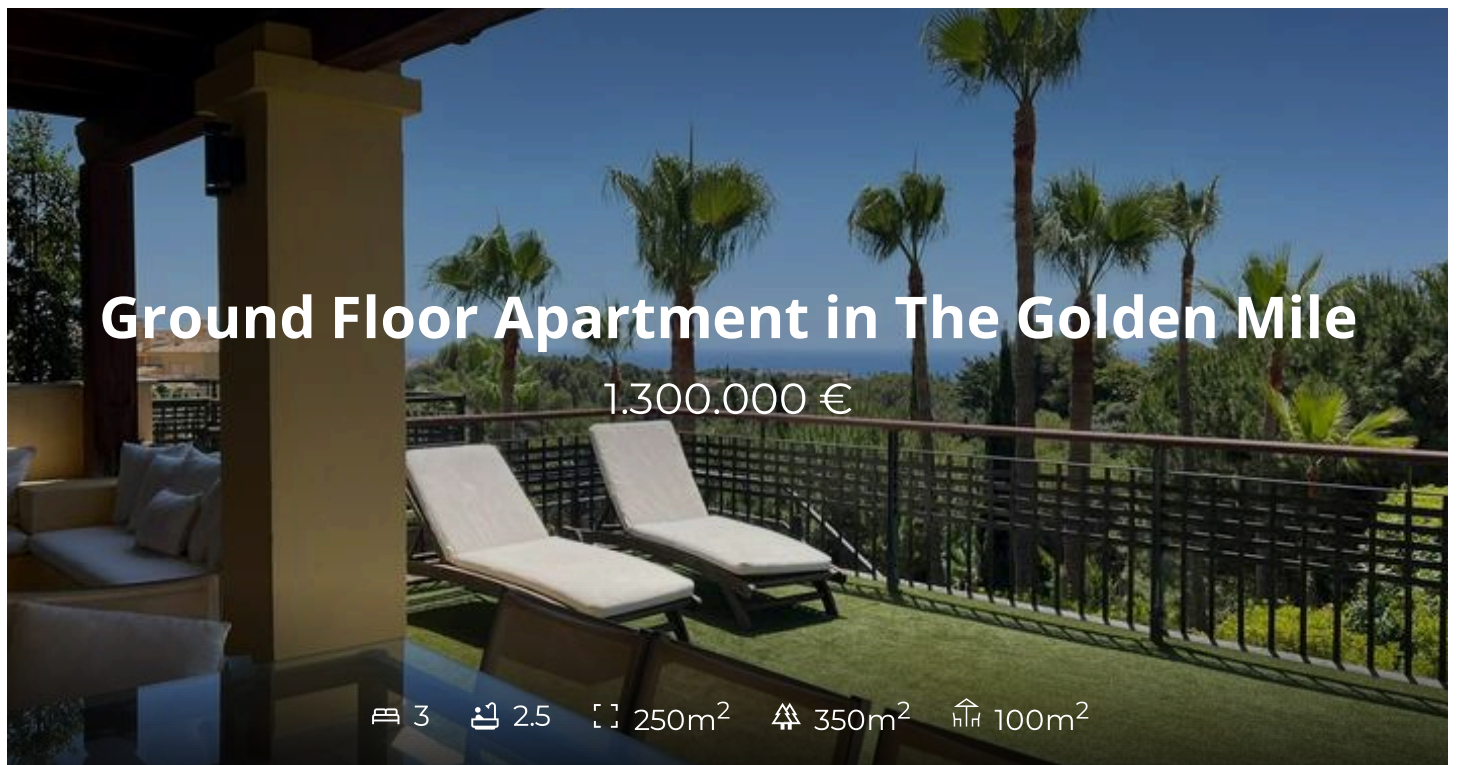 Ground Floor Apartment in The Golden Mile
1.300.000 €
3 2.5 250m² 350m² 100m²